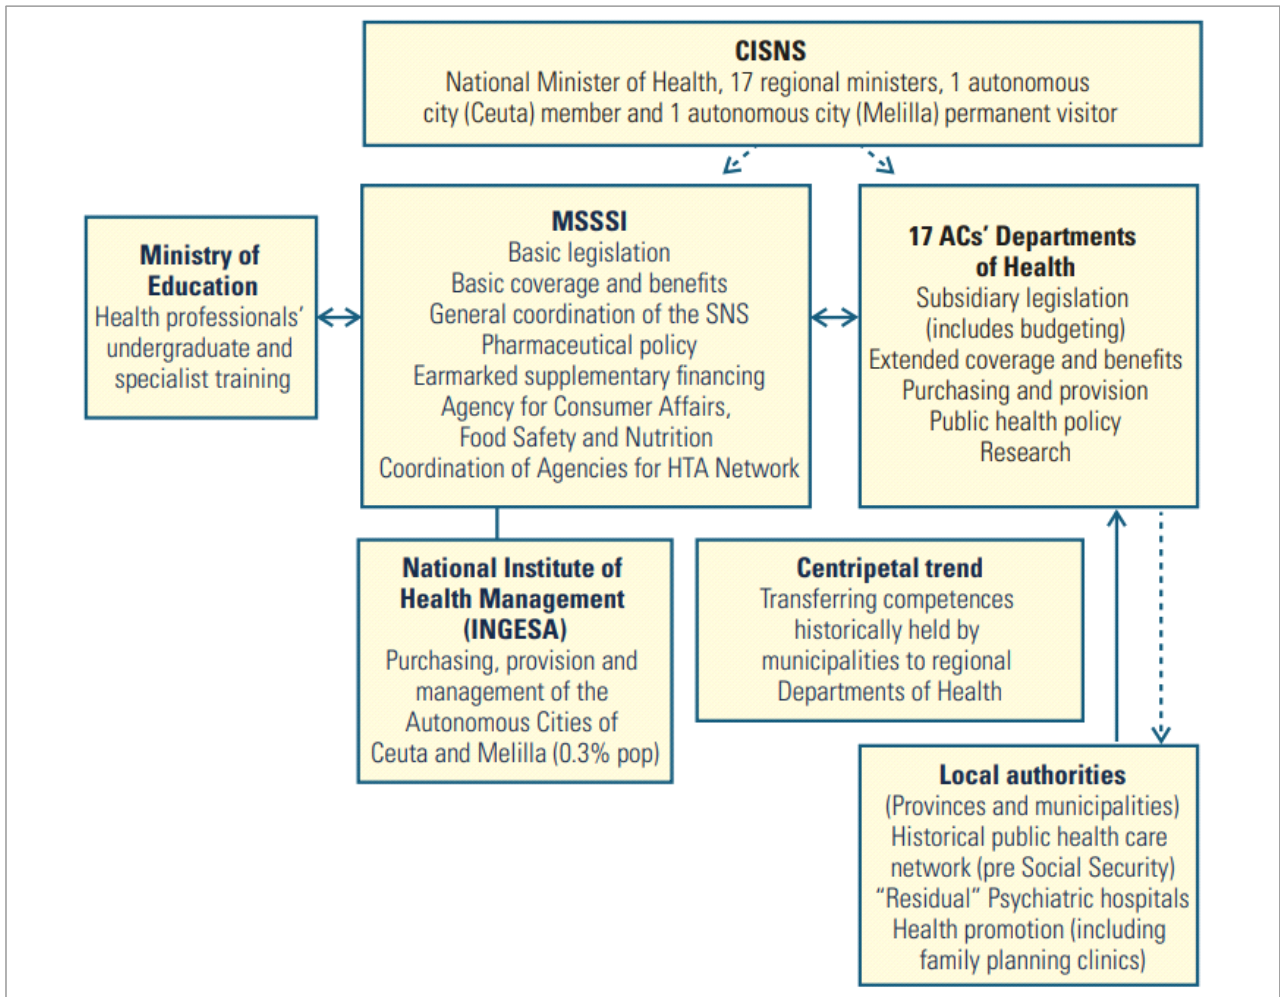 CISNS
National Minister of Health, 17 regional ministers, 1 autonomous
city (Ceuta) member and 1 autonomous city (Melilla) permanent visitor
Ministry of
Education
Health professionals’
undergraduate and
specialist training
MSSSI
Basic legislation
Basic coverage and benefits
General coordination of the SNS
Pharmaceutical policy
Earmarked supplementary financing
Agency for Consumer Affairs,
Food Safety and Nutrition
Coordination of Agencies for HTA Network
17 ACs’ Departments
of Health
Subsidiary legislation
(includes budgeting)
Extended coverage and benefits
Purchasing and provision
Public health policy
Research
National Institute of
Health Management
(INGESA)
Purchasing, provision and
management of the
Autonomous Cities of
Ceuta and Melilla (0.3% pop)
Centripetal trend
Transferring competences
historically held by
municipalities to regional
Departments of Health
Local authorities
(Provinces and municipalities)
Historical public health care
network (pre Social Security)
“Residual” Psychiatric hospitals
Health promotion (including
family planning clinics)